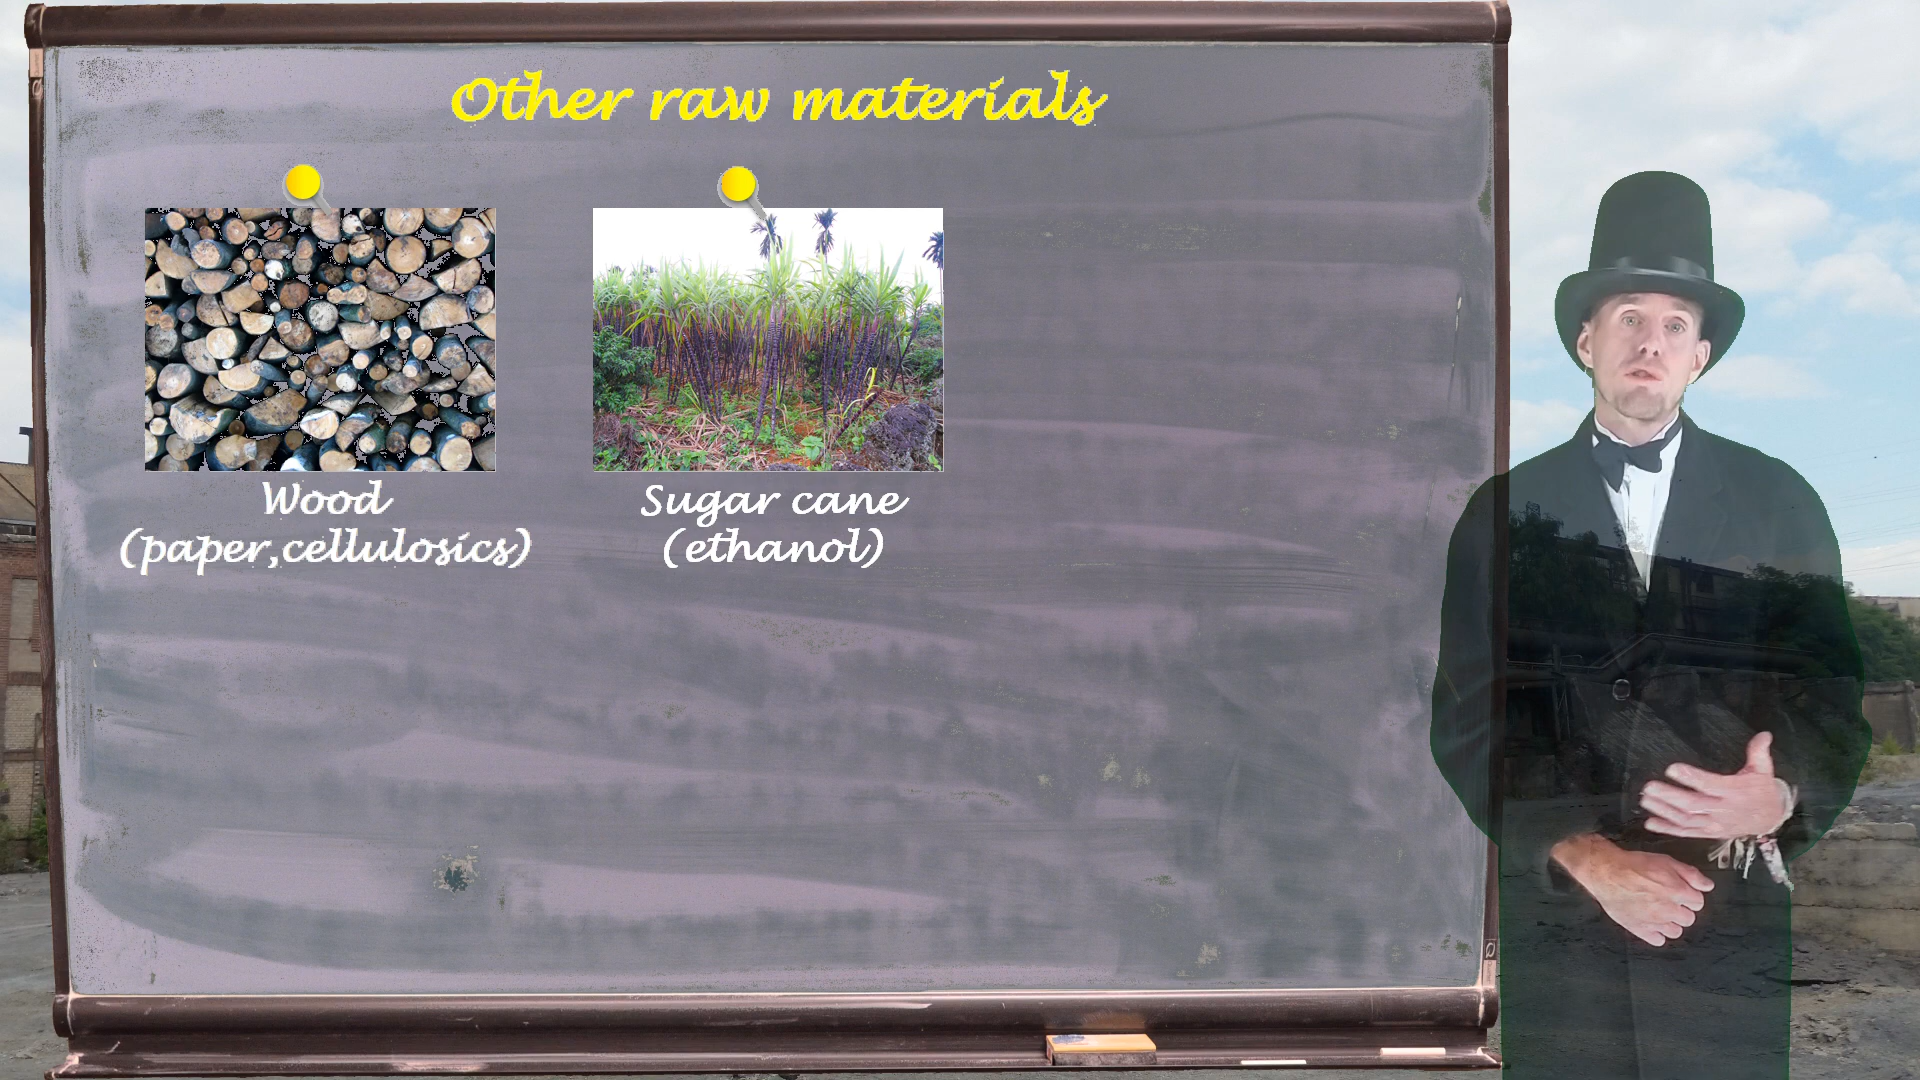 Other raw materials
Wood
(paper,cellulosics)
Sugar cane
(ethanol)